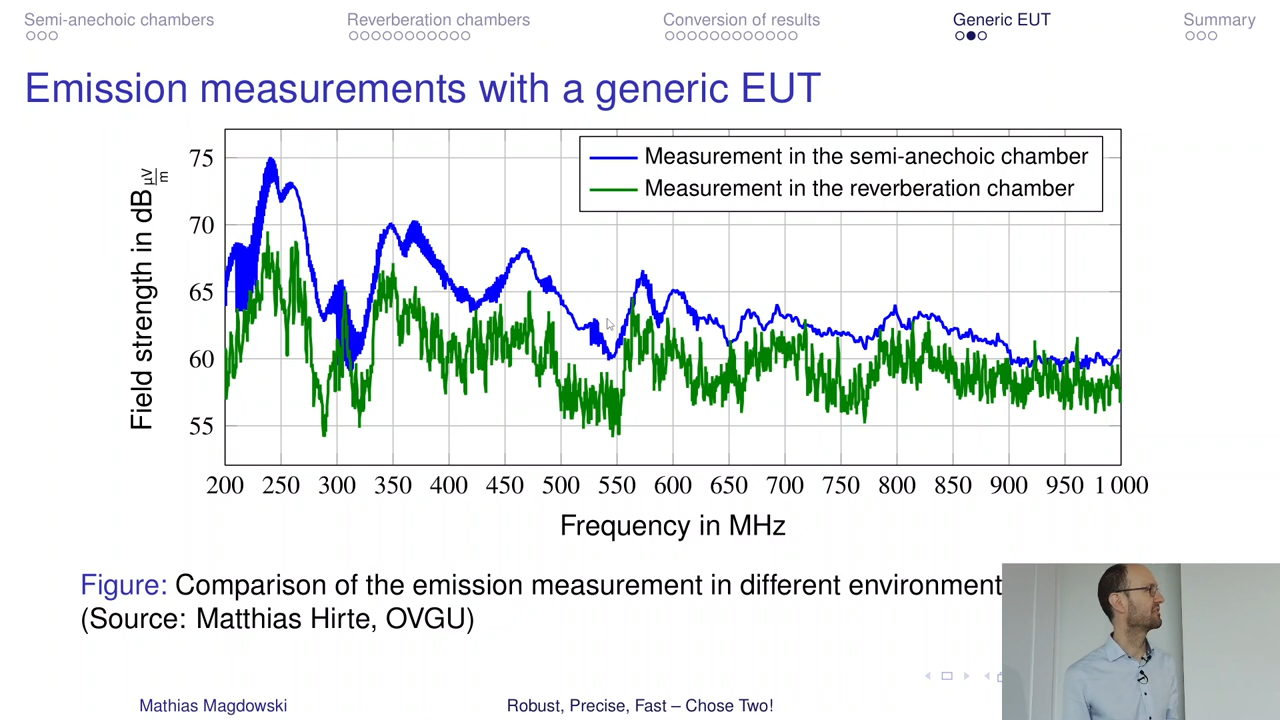 Semi-anechoic chambers
Reverberation chambers
Conversion of results
Generic EUT
Summary
Emission measurements with a generic EUT
Measurement in the semi-anechoic chamber
Measurement in the reverberation chamber
Field strength in dB µV/m
75
70
65
60
55
200 250 300 350 400 450 500 550 600 650 700 750 800 850 900 950 1 000
Frequency in MHz
Figure: Comparison of the emission measurement in different environment
(Source: Matthias Hirte, OVGU)
Mathias Magdowski
Robust, Precise, Fast – Chose Two!